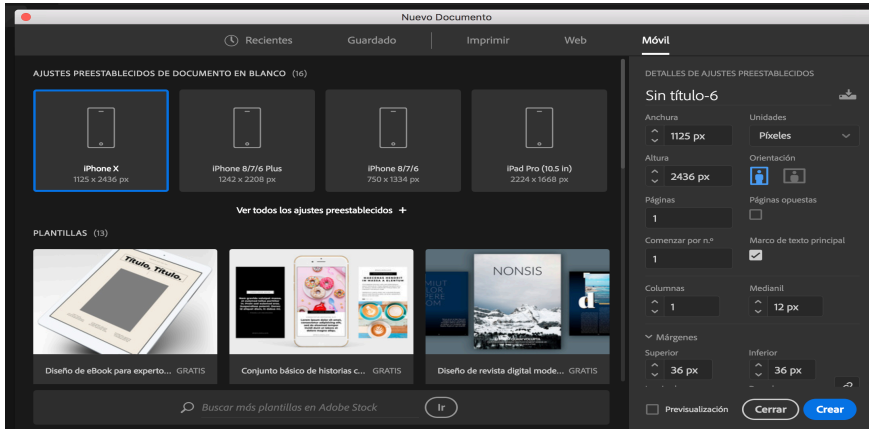 Nuevo Documento
Recientes Guardado Imprimir Web Móvil
AJUSTES PREESTABLECIDOS DE DOCUMENTO EN BLANCO (16)
iPhone X
1125 x 2436 px
iPhone 8/7/6 Plus
1242 x 2208 px
iPhone 8/7/6
750 x 1334 px
iPad Pro (10.5 in)
2224 x 1668 px
Ver todos los ajustes preestablecidos +
PLANTILLAS (13)
Título, Título.
NONSIS
Diseño de eBook para experto... GRATIS
Conjunto básico de historias c... GRATIS
Diseño de revista digital mode... GRATIS
Buscar más plantillas en Adobe Stock Ir
DETALLES DE AJUSTES PREESTABLECIDOS
Sin título-6
Anchura Unidades
1125 px Píxeles
Altura Orientación
2436 px
Páginas Páginas opuestas
1
Comenzar por n.º Marco de texto principal
1
Columnas Medianil
1 12 px
Márgenes
Superior Inferior
36 px 36 px
Previsualización Cerrar Crear